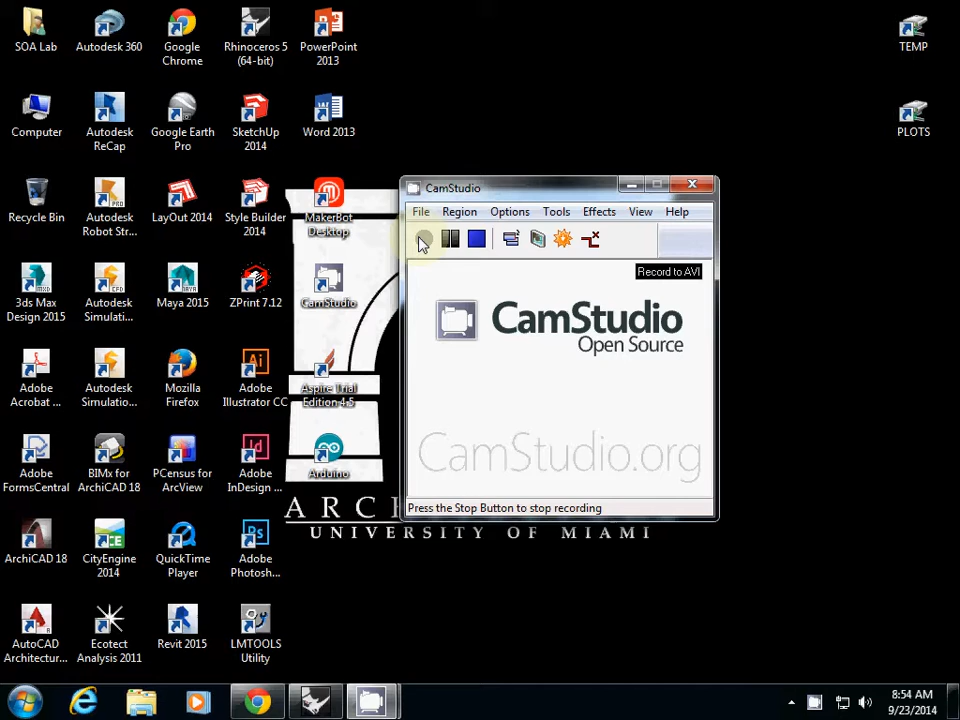 SOA Lab
Autodesk 360
Google
Chrome
Rhinoceros 5
(64-bit)
PowerPoint
2013
TEMP
Computer
Autodesk
ReCap
Google Earth
Pro
SketchUp
2014
Word 2013
PLOTS
Recycle Bin
Autodesk
Robot Str...
LayOut 2014
Style Builder
2014
MakerBot
Desktop
3ds Max
Design 2015
Autodesk
Simulati...
Maya 2015
ZPrint 7.12
CamStudio
Adobe
Acrobat ...
Autodesk
Simulatio...
Mozilla
Firefox
Adobe
Illustrator CC
Aspire Trial
Edition 4.5
Adobe
FormsCentral
BIMx for
ArchiCAD 18
PCensus for
ArcView
Adobe
InDesign ...
Arduino
ArchiCAD 18
CityEngine
2014
QuickTime
Player
Adobe
Photosh...
AutoCAD
Architectur...
Ecotect
Analysis 2011
Revit 2015
LMTOOLS
Utility
CamStudio
File Region Options Tools Effects View Help
Record to AVI
CamStudio
Open Source
CamStudio.org
Press the Stop Button to stop recording
ARCH
UNIVERSITY OF MIAMI
8:54 AM
9/23/2014